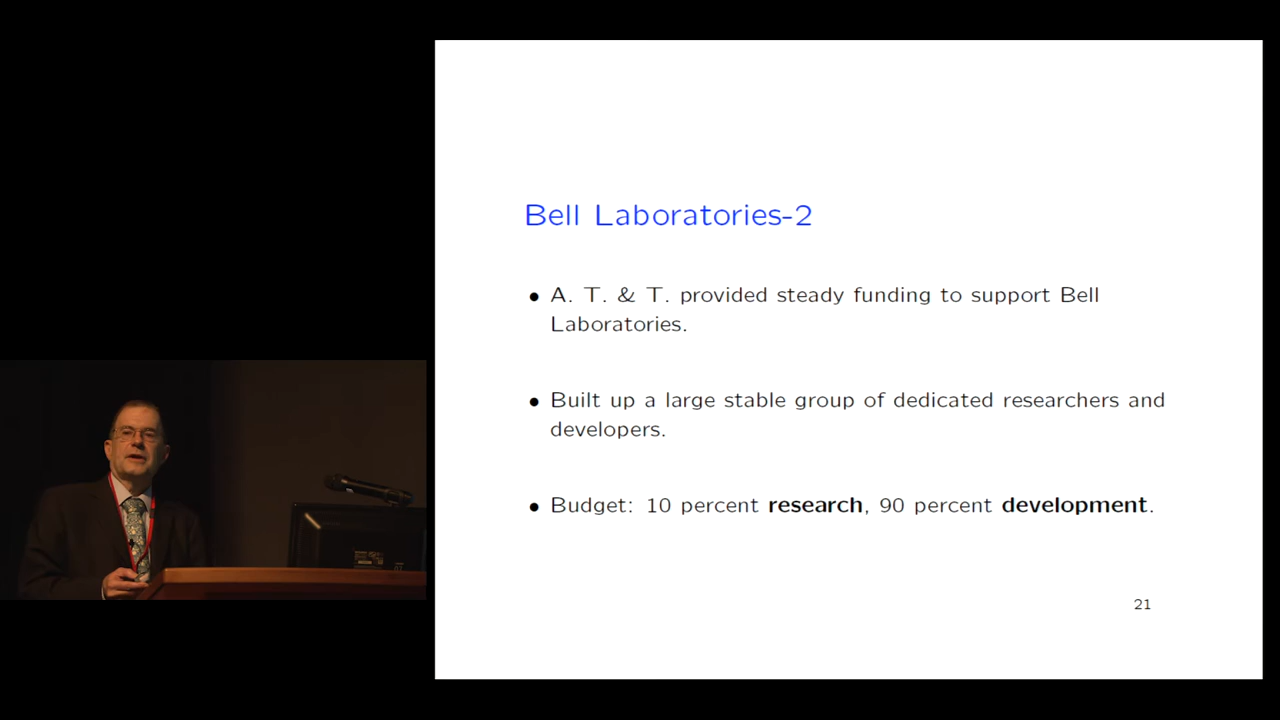 Bell Laboratories-2
• A. T. & T. provided steady funding to support Bell
Laboratories.
• Built up a large stable group of dedicated researchers and
developers.
• Budget: 10 percent research, 90 percent development.
21